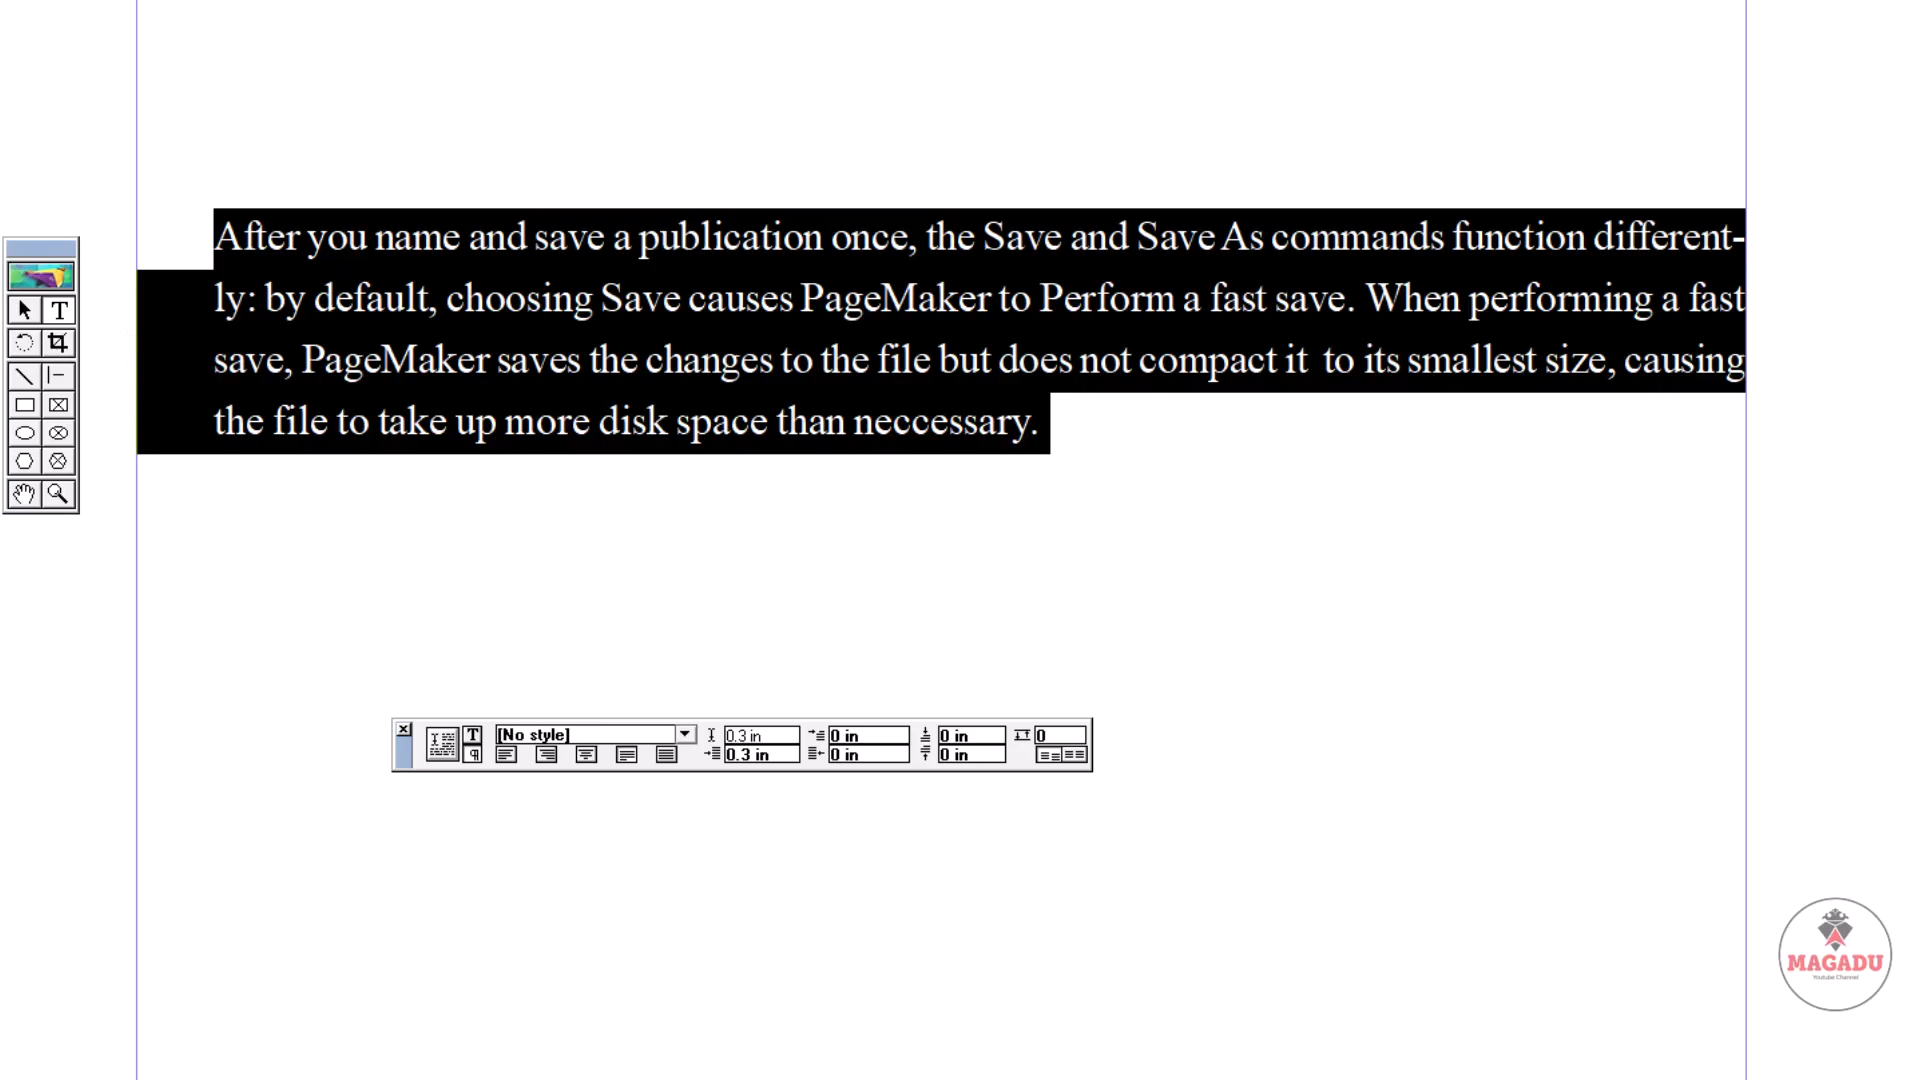 After you name and save a publication once, the Save and Save As commands function different-
ly: by default, choosing Save causes PageMaker to Perform a fast save. When performing a fast
save, PageMaker saves the changes to the file but does not compact it to its smallest size, causing
the file to take up more disk space than neccessary.
T
T [No style] 0.3 in 0 in 0 in 0
¶ 0.3 in 0 in 0 in
MAGADU
Youtube Channel